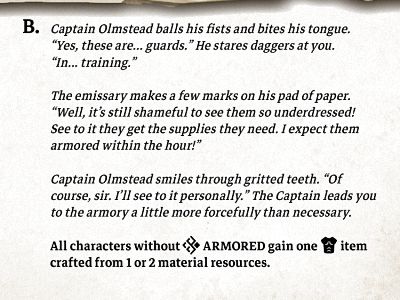 B. Captain Olmstead balls his fists and bites his tongue.
“Yes, these are... guards.” He stares daggers at you.
“In... training.”
The emissary makes a few marks on his pad of paper.
“Well, it’s still shameful to see them so underdressed!
See to it they get the supplies they need. I expect them
armored within the hour!”
Captain Olmstead smiles through gritted teeth. “Of
course, sir. I’ll see to it personally.” The Captain leads you
to the armory a little more forcefully than necessary.
All characters without ARMORED gain one item
crafted from 1 or 2 material resources.